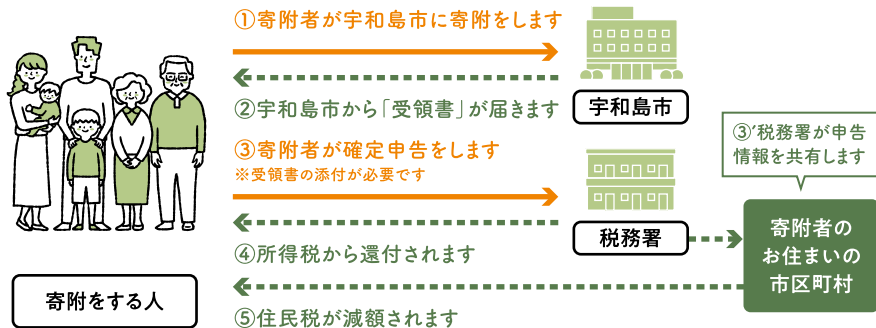 ①寄附者が宇和島市に寄附をします
②宇和島市から「受領書」が届きます
宇和島市
③寄附者が確定申告をします
※受領書の添付が必要です
③’税務署が申告
情報を共有します
税務署
④所得税から還付されます
寄附者の
お住まいの
市区町村
寄附をする人
⑤住民税が減額されます